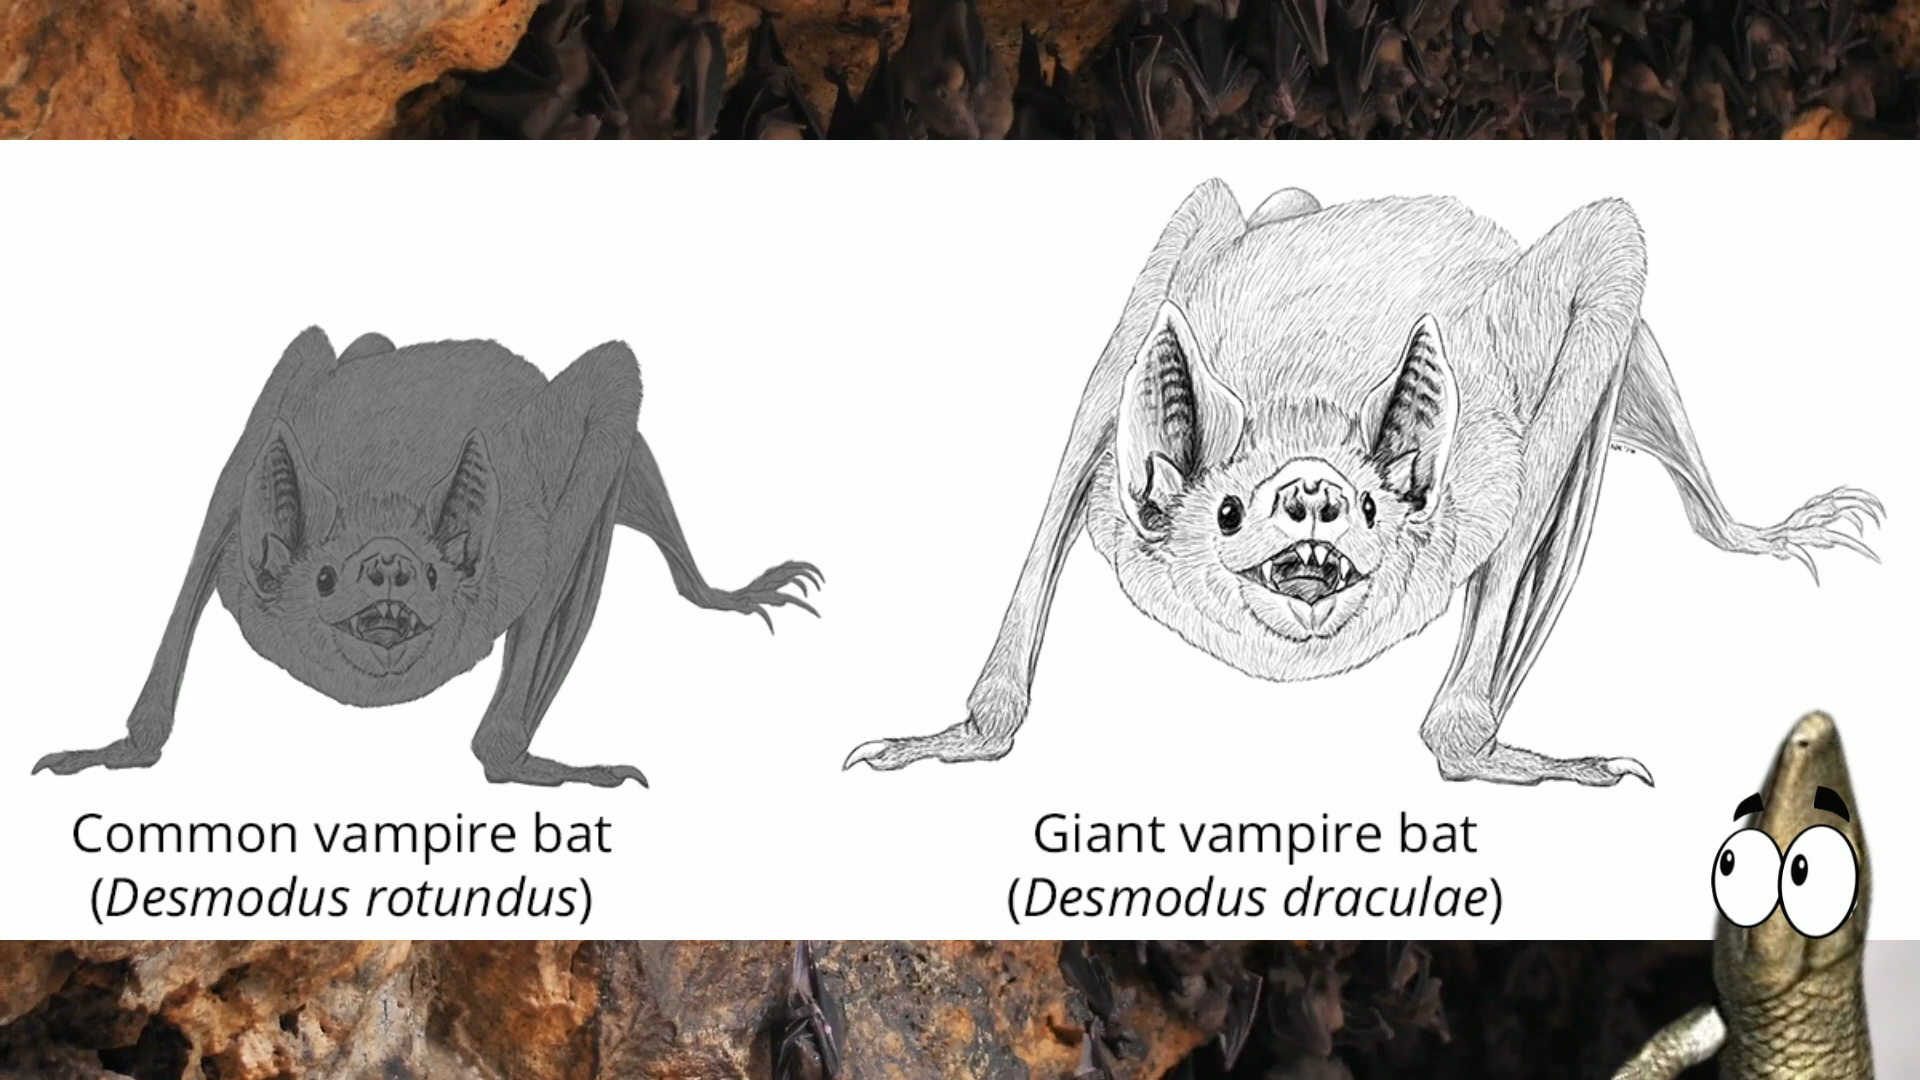 Common vampire bat
(Desmodus rotundus)
Giant vampire bat
(Desmodus draculae)